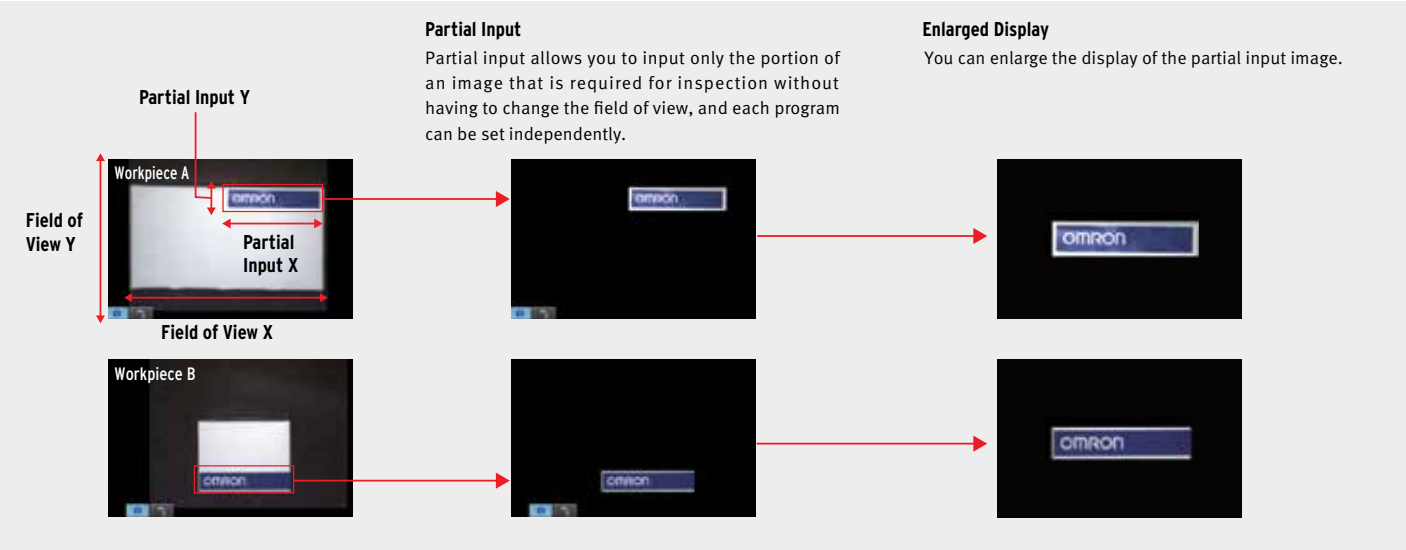 Partial Input
Partial input allows you to input only the portion of
an image that is required for inspection without
having to change the field of view, and each program
can be set independently.
Enlarged Display
You can enlarge the display of the partial input image.
Partial Input Y
Workpiece A
OMRON
OMRON
OMRON
Field of
View Y
Partial
Input X
Field of View X
Workpiece B
OMRON
OMRON
OMRON